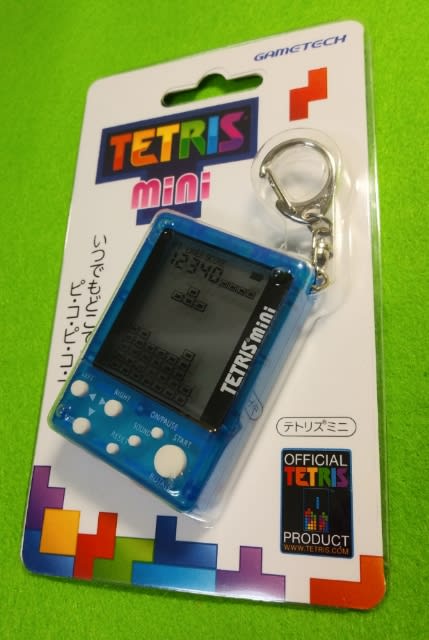 GAMETECH
TETRIS
mini
いつでもどこでも
ピ・コ・ピ・コ
12340
TETRIS mini
LEFT
RIGHT
ON/PAUSE
SOUND
START
RESET
テトリス®ミニ
OFFICIAL
TETRIS
PRODUCT
WWW.TETRIS.COM